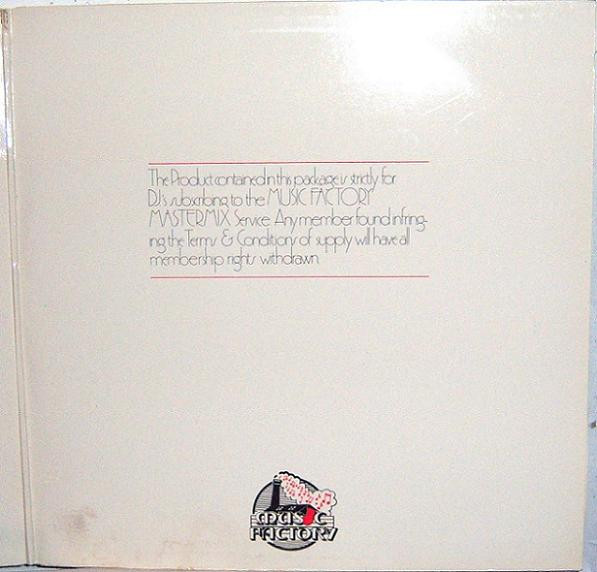 The Product contained in this package is strictly for
DJ's subscribing to the MUSIC FACTORY
MASTERMIX Service. Any member found infring-
ing the Terms & Conditions of supply will have all
membership rights withdrawn.
MUSIC
FACTORY